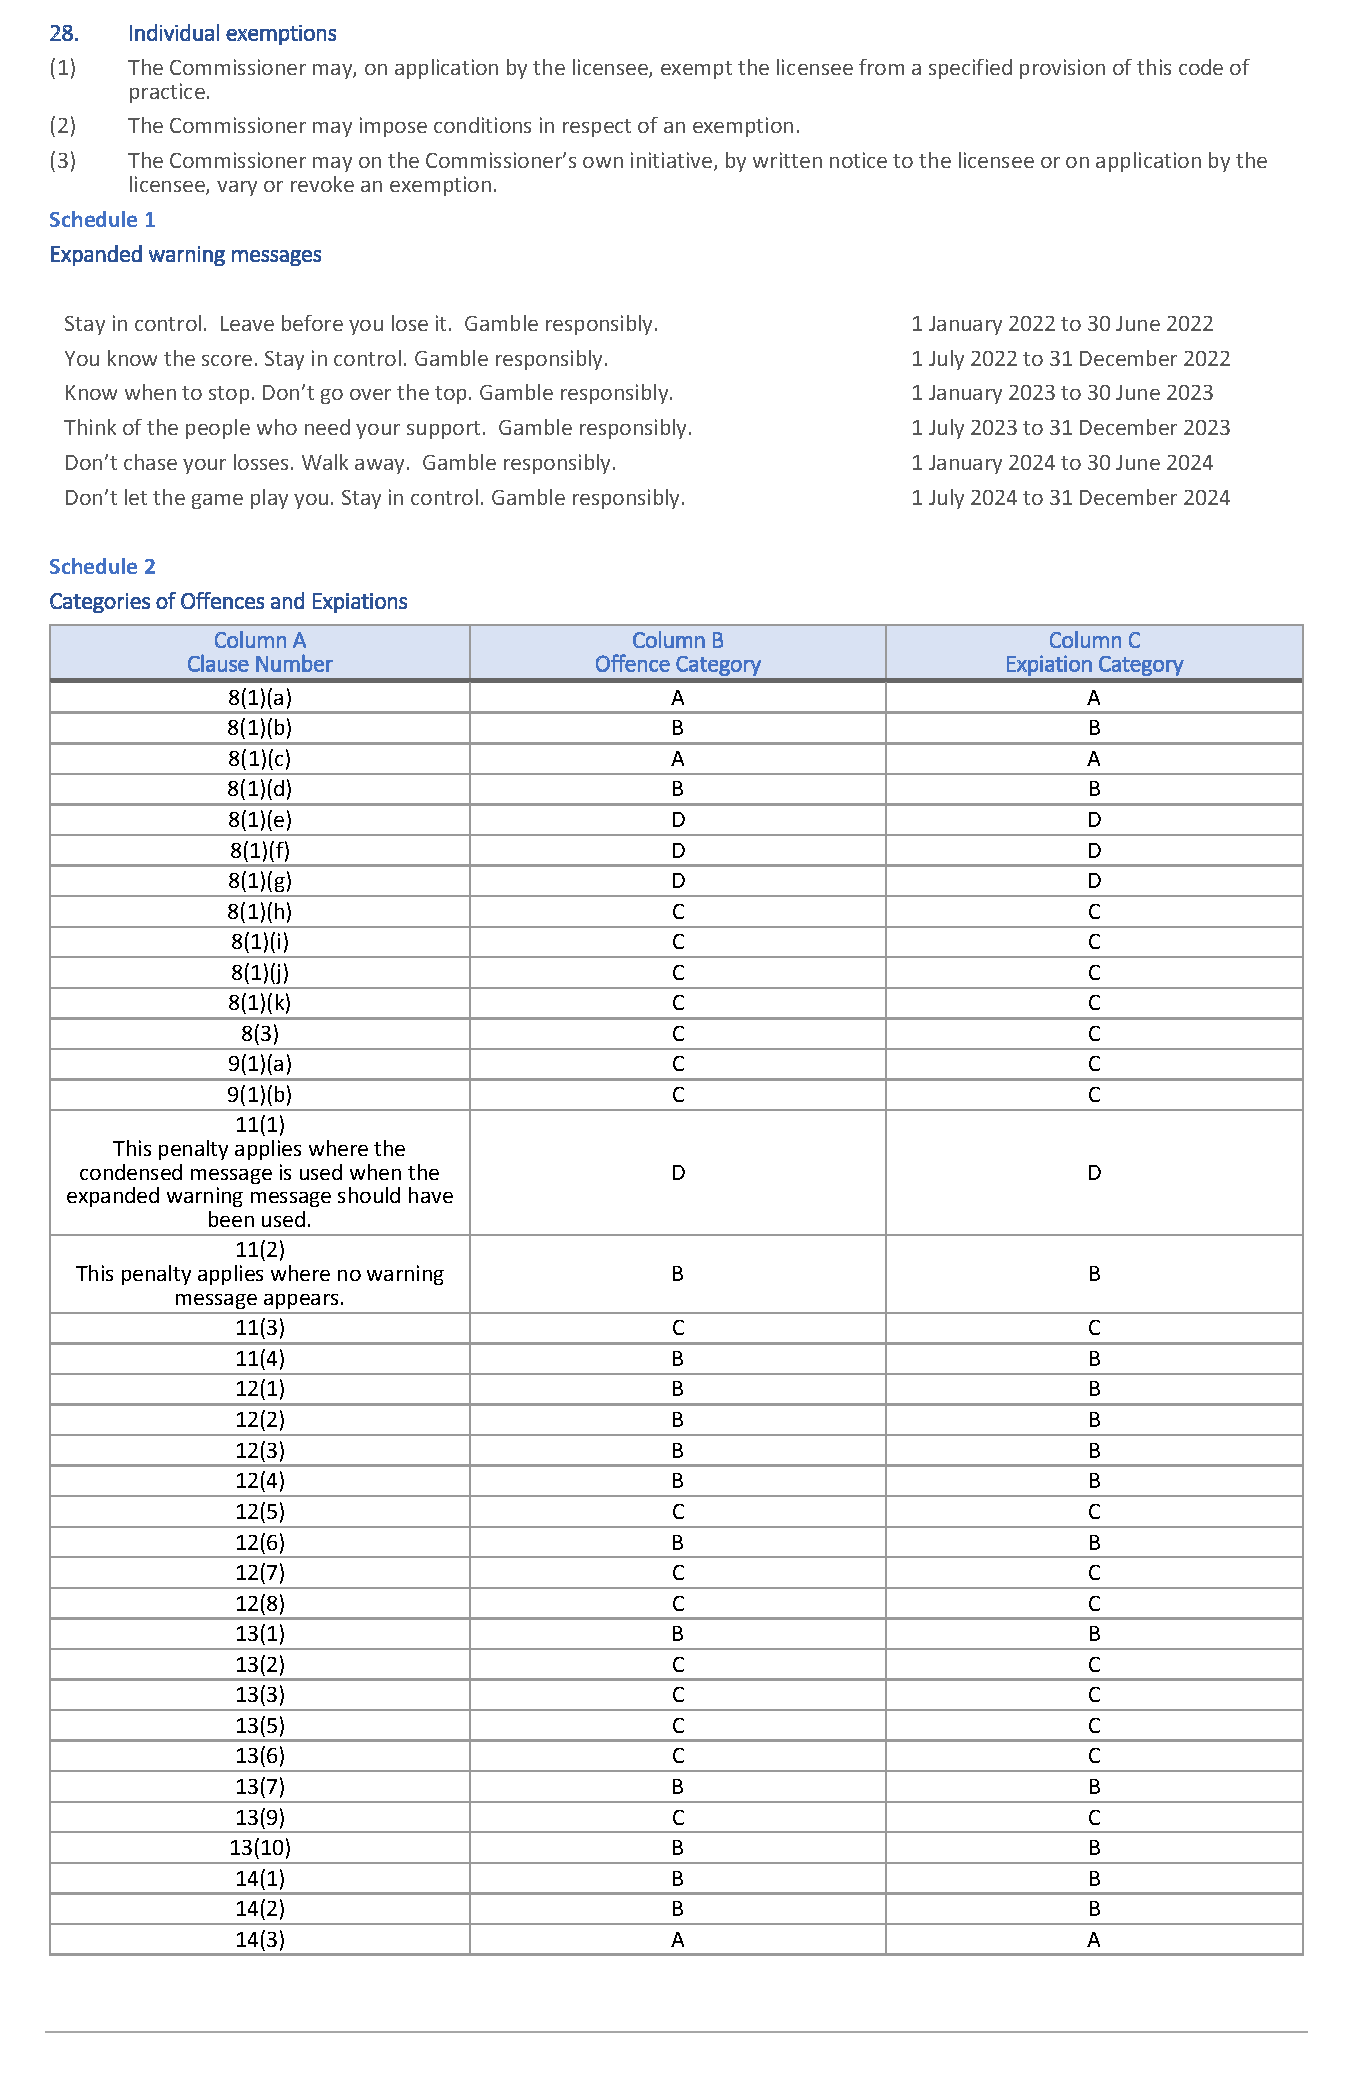 28. Individual exemptions
(1) The Commissioner may, on application by the licensee, exempt the licensee from a specified provision of this code of
practice.
(2) The Commissioner may impose conditions in respect of an exemption.
(3) The Commissioner may on the Commissioner’s own initiative, by written notice to the licensee or on application by the
licensee, vary or revoke an exemption.
Schedule 1
Expanded warning messages
Stay in control.  Leave before you lose it.  Gamble responsibly. 1 January 2022 to 30 June 2022
You know the score. Stay in control. Gamble responsibly. 1 July 2022 to 31 December 2022
Know when to stop. Don’t go over the top. Gamble responsibly. 1 January 2023 to 30 June 2023
Think of the people who need your support.  Gamble responsibly. 1 July 2023 to 31 December 2023
Don’t chase your losses. Walk away.  Gamble responsibly. 1 January 2024 to 30 June 2024
Don’t let the game play you. Stay in control. Gamble responsibly. 1 July 2024 to 31 December 2024
Schedule 2
Categories of Offences and Expiations
Column A Column B Column C
Clause Number Offence Category Expiation Category
8(1)(a) A A
8(1)(b) B B
8(1)(c) A A
8(1)(d) B B
8(1)(e) D D
8(1)(f) D D
8(1)(g) D D
8(1)(h) C C
8(1)(i) C C
8(1)(j) C C
8(1)(k) C C
8(3) C C
9(1)(a) C C
9(1)(b) C C
11(1)
This penalty applies where the
condensed message is used when the D D
expanded warning message should have
been used.
11(2)
This penalty applies where no warning B B
message appears.
11(3) C C
11(4) B B
12(1) B B
12(2) B B
12(3) B B
12(4) B B
12(5) C C
12(6) B B
12(7) C C
12(8) C C
13(1) B B
13(2) C C
13(3) C C
13(5) C C
13(6) C C
13(7) B B
13(9) C C
13(10) B B
14(1) B B
14(2) B B
14(3) A A